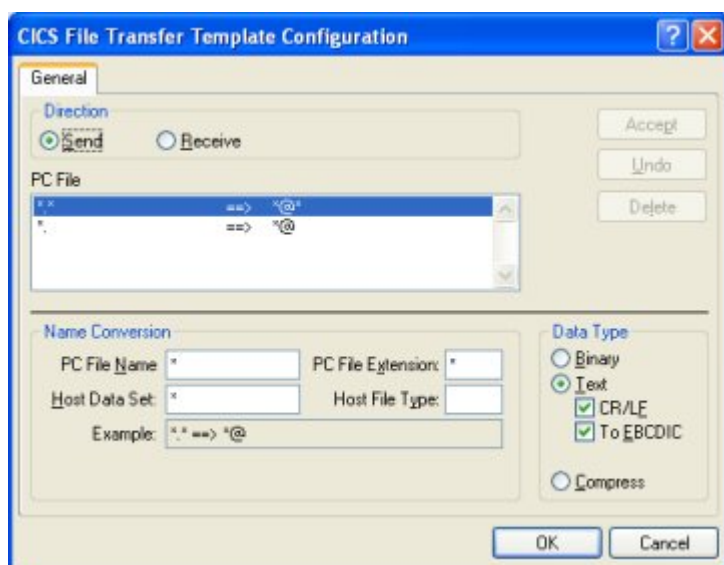 CICS File Transfer Template Configuration
General
Direction
Send Receive
Accept
Undo
Delete
PC File
*.* ==> *@*
*. ==> *@
Name Conversion
PC File Name * PC File Extension: *
Host Data Set: * Host File Type:
Example: *.* ==> *@
Data Type
Binary
Text
CR/LF
To EBCDIC
Compress
OK Cancel